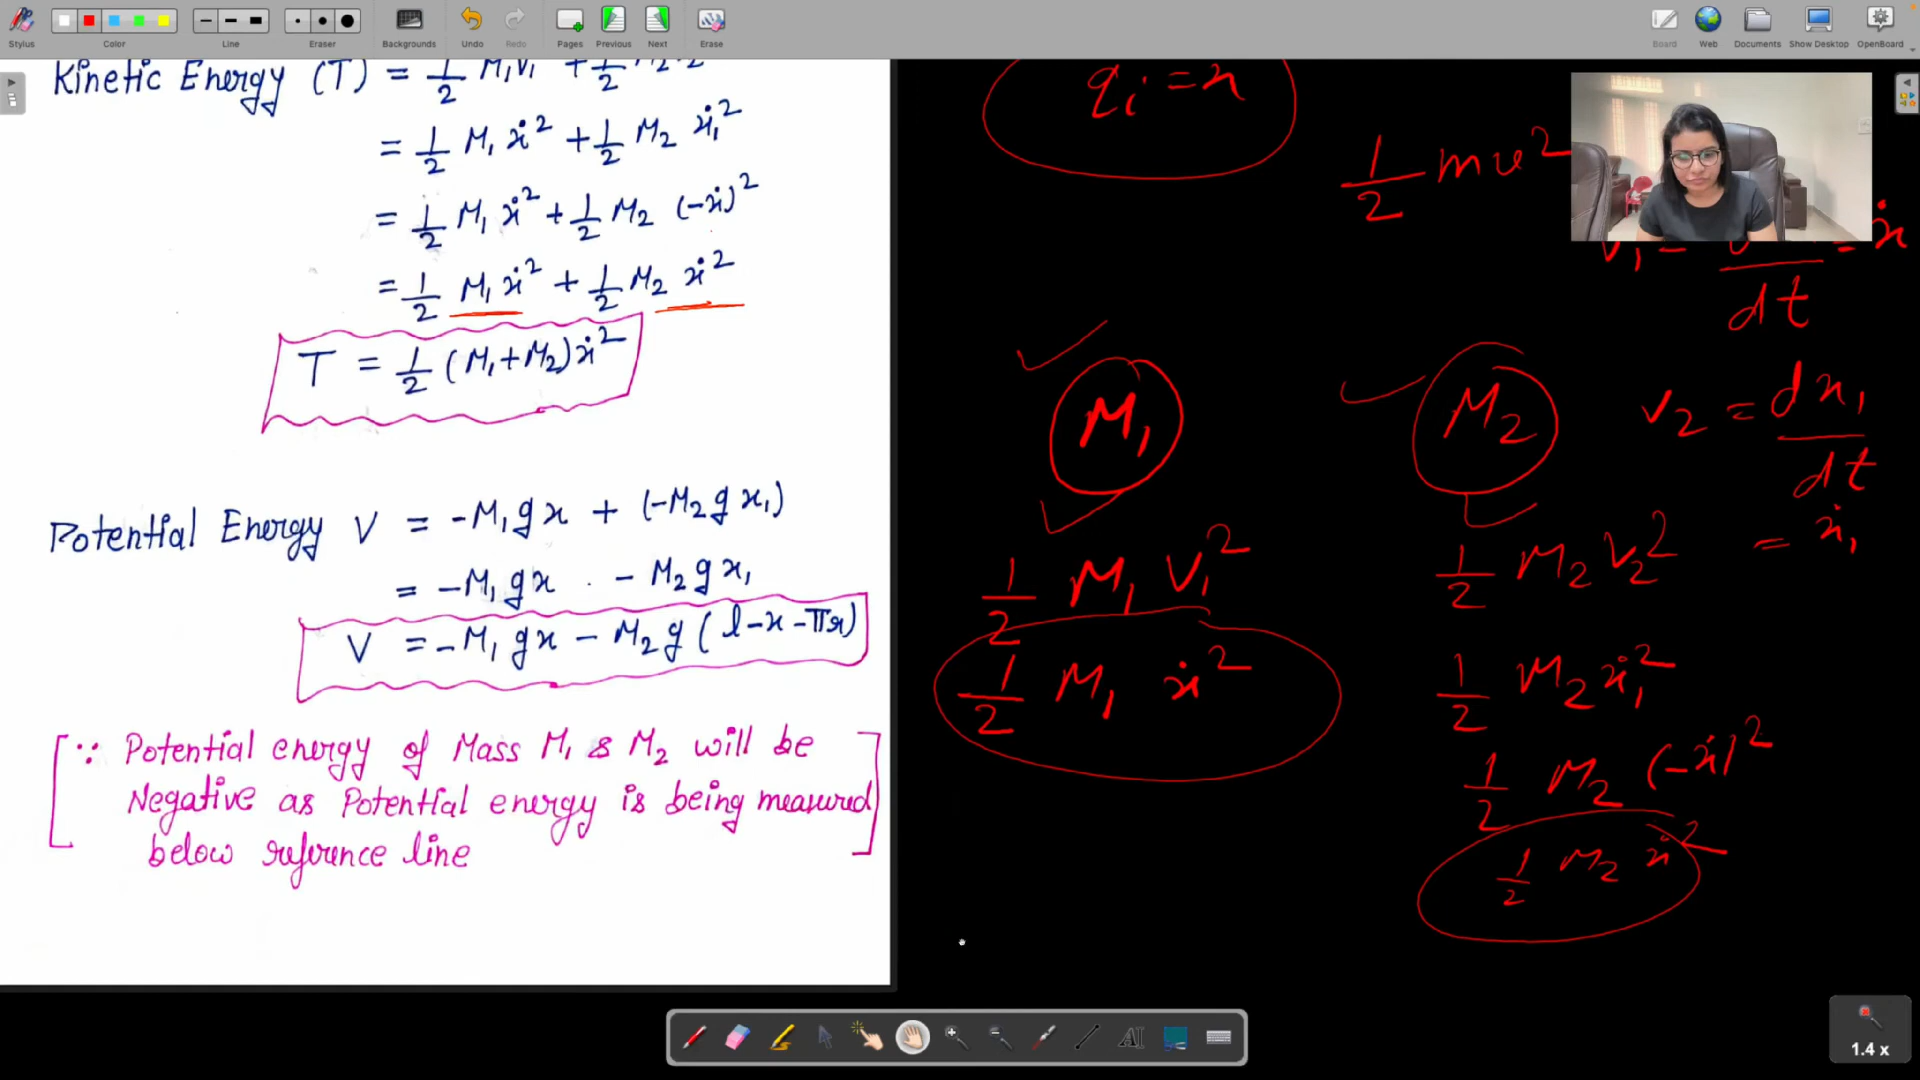 Stylus
Color
Line
Eraser
Backgrounds
Undo
Redo
Pages
Previous
Next
Erase
Board
Web
Documents
Show Desktop
OpenBoard
Kinetic Energy (T) = 1/2 M₁V₁ + 1/2
= 1/2 M₁ ẋ² + 1/2 M₂ ẋ₁²
= 1/2 M₁ ẋ² + 1/2 M₂ (-ẋ)²
= 1/2 M₁ ẋ² + 1/2 M₂ ẋ²
T = 1/2 (M₁+M₂) ẋ²
Potential Energy V = -M₁gx + (-M₂gx₁)
= -M₁gx - M₂gx₁
V = -M₁gx - M₂g (l-x-πr)
[∵ Potential energy of Mass M₁ & M₂ will be
Negative as Potential energy is being measured
below reference line]
qᵢ = x
1/2 mv²
dt
M₁
1/2 M₁ V₁²
1/2 M₁ ẋ²
M₂
v₂ = dx₁/dt
= ẋ₁
1/2 M₂ V₂²
1/2 M₂ ẋ₁²
1/2 M₂ (-ẋ)²
1/2 M₂ ẋ²
1.4 x